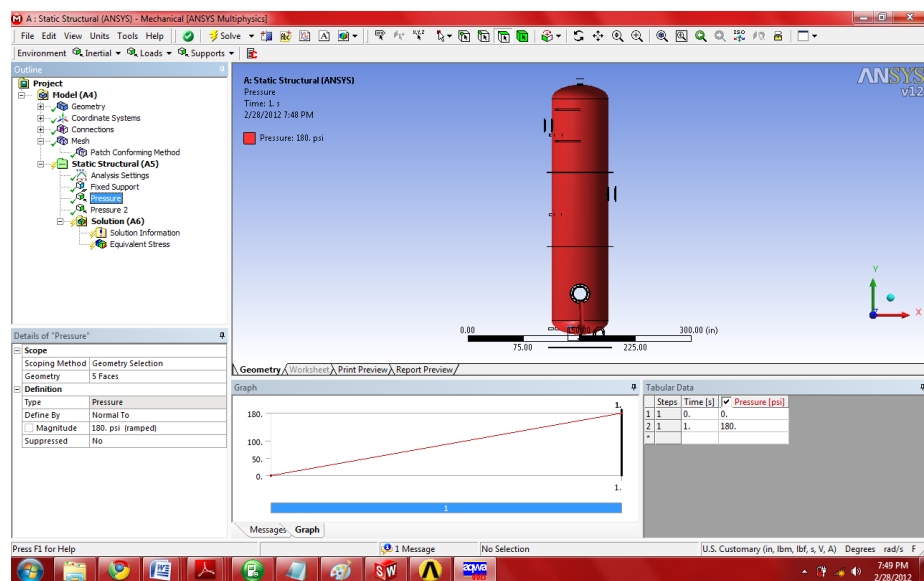 A : Static Structural (ANSYS) - Mechanical [ANSYS Multiphysics]
File Edit View Units Tools Help Solve
Environment Inertial Loads Supports
Outline
Project
Model (A4)
Geometry
Coordinate Systems
Connections
Mesh
Patch Conforming Method
Static Structural (A5)
Analysis Settings
Fixed Support
Pressure
Pressure 2
Solution (A6)
Solution Information
Equivalent Stress
A: Static Structural (ANSYS)
Pressure
Time: 1. s
2/28/2012 7:48 PM
Pressure: 180. psi
ANSYS
v12
Y
X
0.00 150.00 300.00 (in)
75.00 225.00
Geometry Worksheet Print Preview Report Preview
Details of "Pressure"
Scope
Scoping Method Geometry Selection
Geometry 5 Faces
Definition
Type Pressure
Define By Normal To
Magnitude 180. psi (ramped)
Suppressed No
Graph
1.
180.
100.
50.
0.
1.
1
Messages Graph
Tabular Data
Steps Time [s] Pressure [psi]
1 1 0. 0.
2 1 1. 180.
*
Press F1 for Help 1 Message No Selection U.S. Customary (in, lbm, lbf, s, V, A) Degrees rad/s F
7:49 PM
2/28/2012